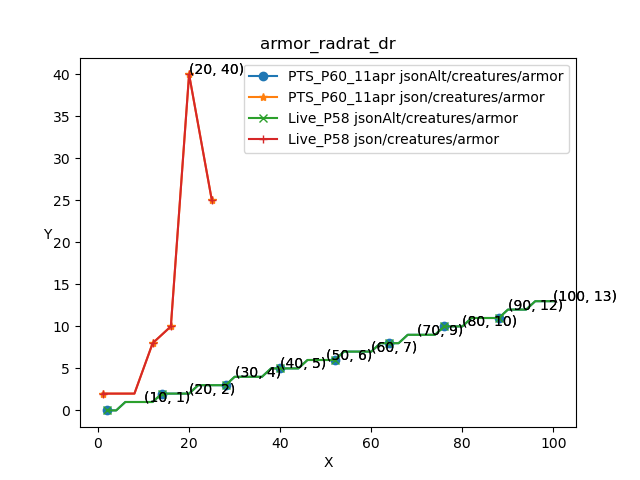 armor_radrat_dr
PTS_P60_11apr jsonAlt/creatures/armor
PTS_P60_11apr json/creatures/armor
Live_P58 jsonAlt/creatures/armor
Live_P58 json/creatures/armor
(20, 40)
(100, 13)
(90, 12)
(80, 10)
(70, 9)
(60, 7)
(50, 6)
(40, 5)
(30, 4)
(20, 2)
(10, 1)
Y
40
35
30
25
20
15
10
5
0
0 20 40 60 80 100
X